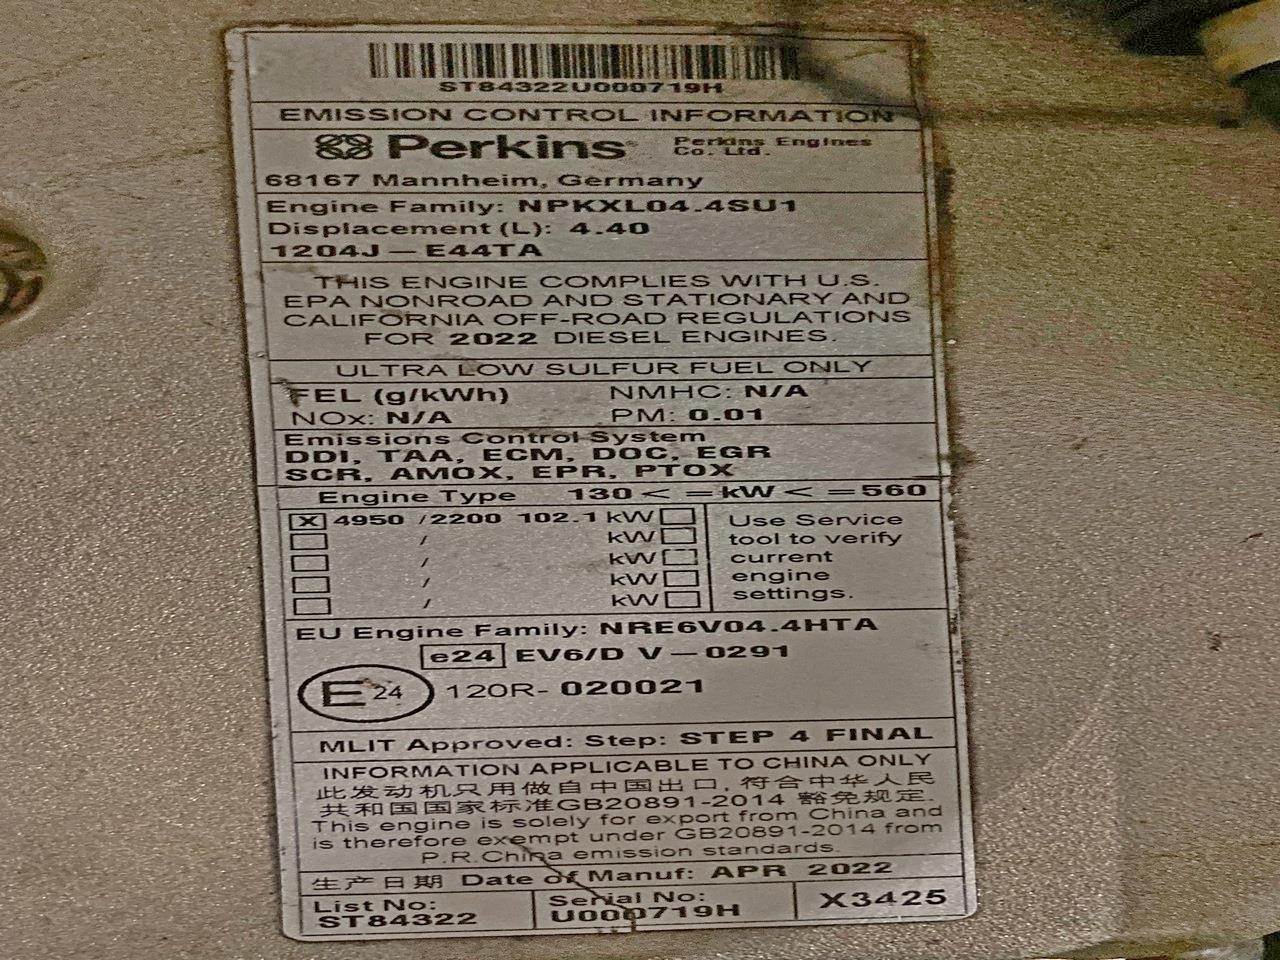 ST84322U000719H
EMISSION CONTROL INFORMATION
Perkins Perkins Engines
Co. Ltd.
68167 Mannheim, Germany
Engine Family: NPKXL04.4SU1
Displacement (L): 4.40
1204J - E44TA
THIS ENGINE COMPLIES WITH U.S.
EPA NONROAD AND STATIONARY AND
CALIFORNIA OFF-ROAD REGULATIONS
FOR 2022 DIESEL ENGINES.
ULTRA LOW SULFUR FUEL ONLY
FEL (g/kWh) NMHC: N/A
NOx: N/A PM: 0.01
Emissions Control System
DDI, TAA, ECM, DOC, EGR
SCR, AMOX, EPR, PTOX
Engine Type 130 < = kW < = 560
X 4950 /2200 102.1 kW Use Service
/ kW tool to verify
/ kW current
/ kW engine
/ kW settings.
EU Engine Family: NRE6V04.4HTA
e24 EV6/D V - 0291
E 24 120R- 020021
MLIT Approved: Step: STEP 4 FINAL
INFORMATION APPLICABLE TO CHINA ONLY
此发动机只用做自中国出口, 符合中华人民
共和国国家标准GB20891-2014 豁免规定.
This engine is solely for export from China and
is therefore exempt under GB20891-2014 from
P.R.China emission standards.
生产日期 Date of Manuf: APR 2022
List No: Serial No: X3425
ST84322 U000719H